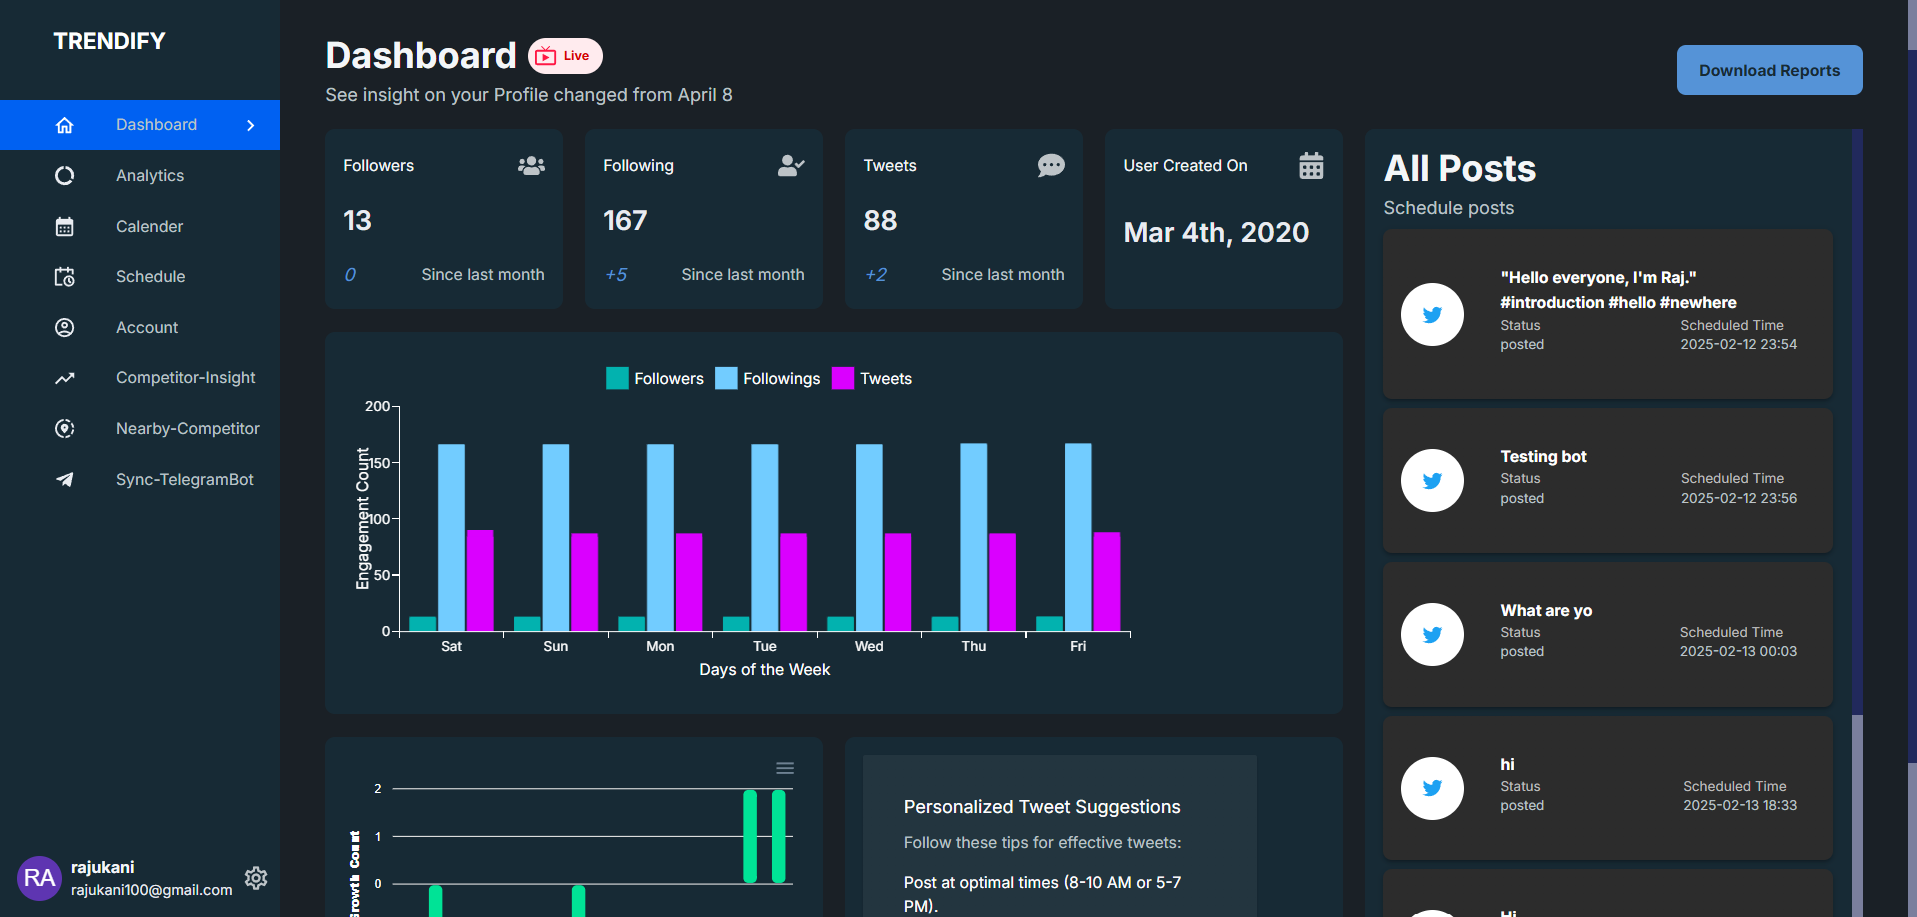 TRENDIFY
Dashboard
Analytics
Calender
Schedule
Account
Competitor-Insight
Nearby-Competitor
Sync-TelegramBot
RA
rajukani
rajukani100@gmail.com
Dashboard
Live
See insight on your Profile changed from April 8
Download Reports
Followers
13
0 Since last month
Following
167
+5 Since last month
Tweets
88
+2 Since last month
User Created On
Mar 4th, 2020
Followers Followings Tweets
200
150
100
50
0
Engagement Count
Sat Sun Mon Tue Wed Thu Fri
Days of the Week
2
1
0
Growth Count
Personalized Tweet Suggestions
Follow these tips for effective tweets:
Post at optimal times (8-10 AM or 5-7
PM).
All Posts
Schedule posts
"Hello everyone, I'm Raj."
#introduction #hello #newhere
Status Scheduled Time
posted 2025-02-12 23:54
Testing bot
Status Scheduled Time
posted 2025-02-12 23:56
What are yo
Status Scheduled Time
posted 2025-02-13 00:03
hi
Status Scheduled Time
posted 2025-02-13 18:33
Hi